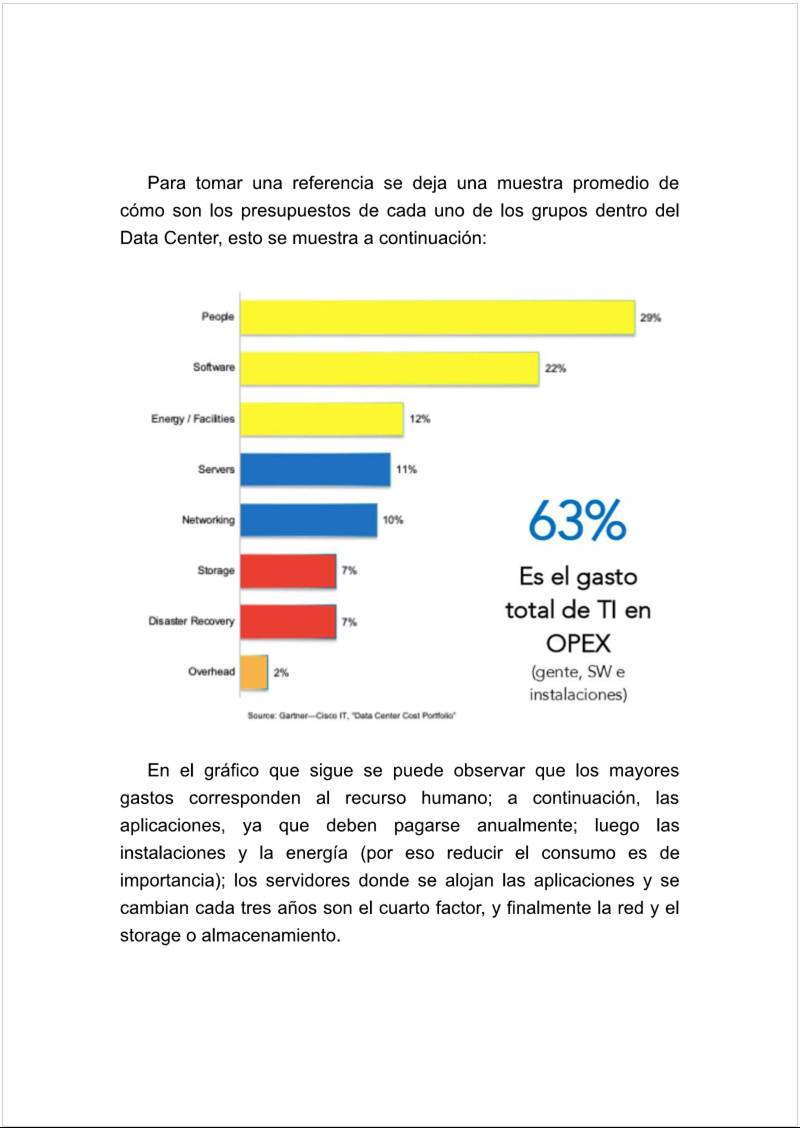 Para tomar una referencia se deja una muestra promedio de
cómo son los presupuestos de cada uno de los grupos dentro del
Data Center, esto se muestra a continuación:
People 29%
Software 22%
Energy / Facilities 12%
Servers 11%
Networking 10%
Storage 7%
Disaster Recovery 7%
Overhead 2%
63%
Es el gasto
total de TI en
OPEX
(gente, SW e
instalaciones)
Source: Gartner—Cisco IT, "Data Center Cost Portfolio"
En el gráfico que sigue se puede observar que los mayores
gastos corresponden al recurso humano; a continuación, las
aplicaciones, ya que deben pagarse anualmente; luego las
instalaciones y la energía (por eso reducir el consumo es de
importancia); los servidores donde se alojan las aplicaciones y se
cambian cada tres años son el cuarto factor, y finalmente la red y el
storage o almacenamiento.